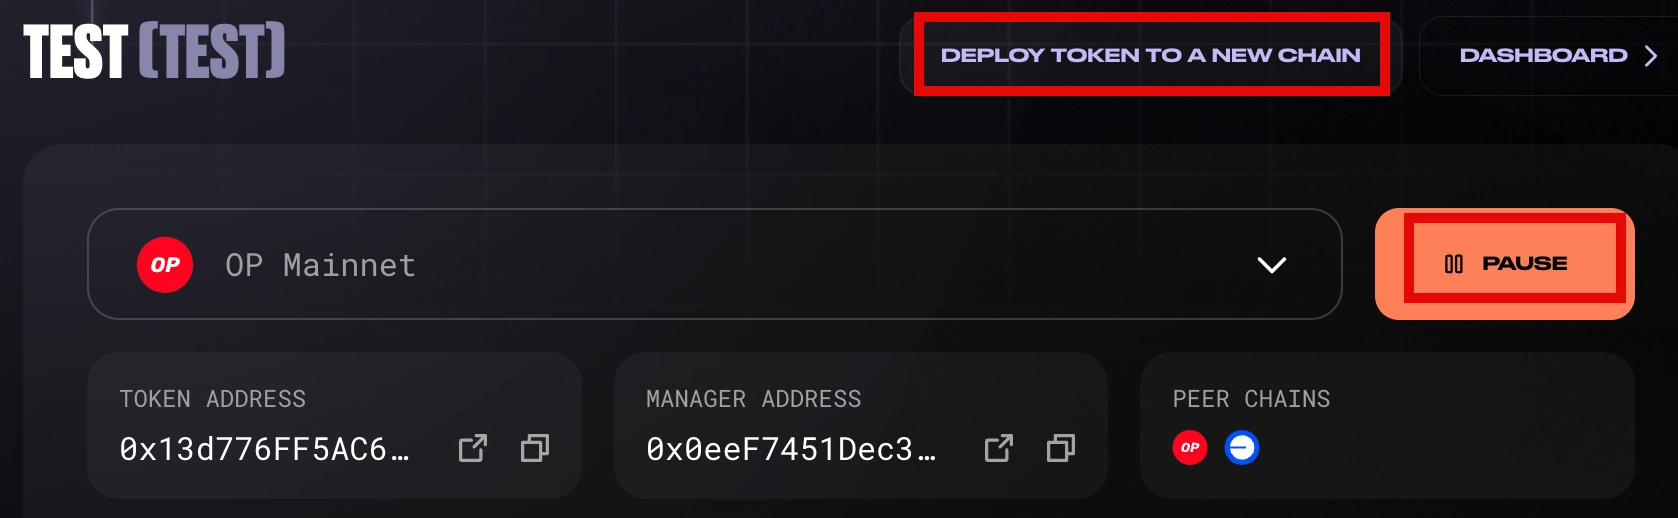 TEST (TEST)
DEPLOY TOKEN TO A NEW CHAIN
DASHBOARD
OP OP Mainnet
PAUSE
TOKEN ADDRESS
0x13d776FF5AC6…
MANAGER ADDRESS
0x0eeF7451Dec3…
PEER CHAINS
OP